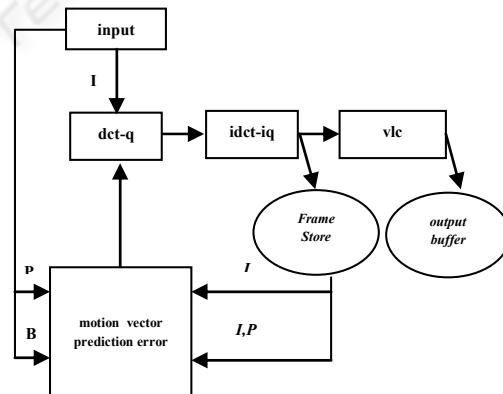 input
I
dct-q
idct-iq
vlc
Frame
Store
output
buffer
P
I
motion vector
prediction error
B
I,P